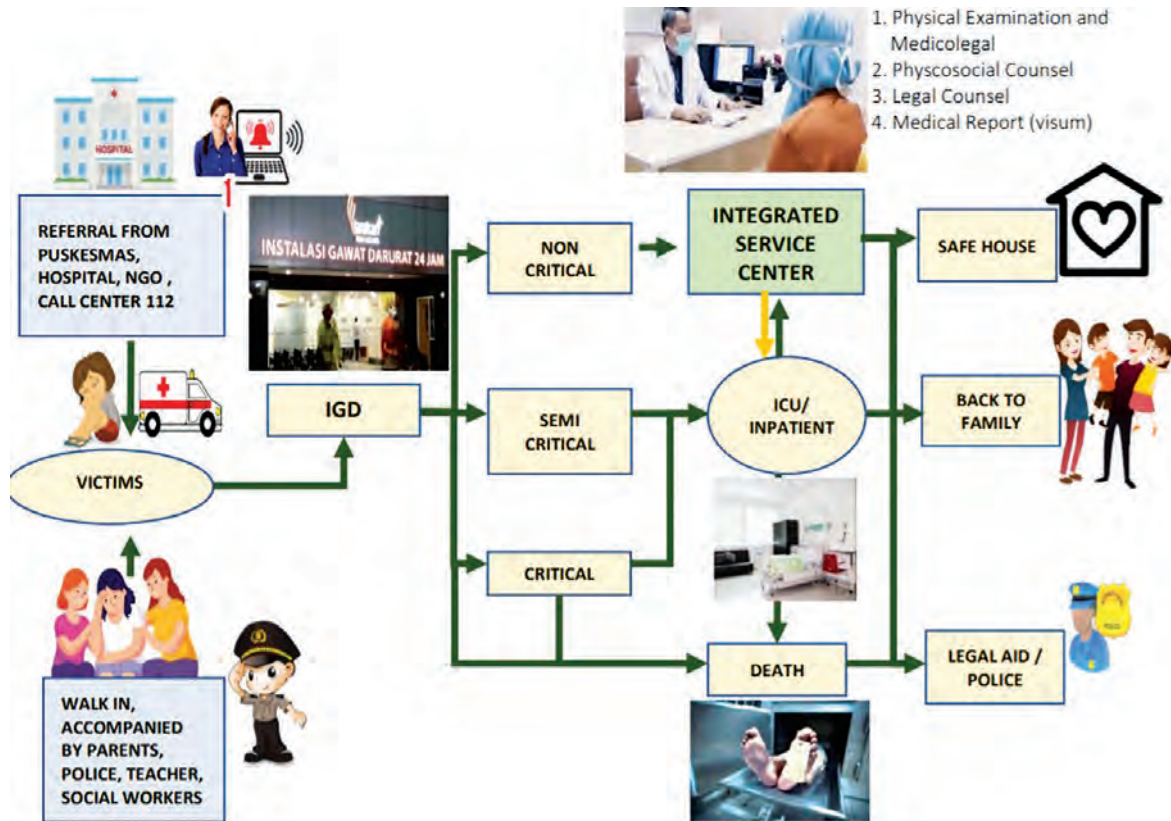 1. Physical Examination and
Medicolegal
2. Physcosocial Counsel
3. Legal Counsel
4. Medical Report (visum)
HOSPITAL
1
REFERRAL FROM
PUSKESMAS,
HOSPITAL, NGO ,
CALL CENTER 112
INSTALASI GAWAT DARURAT 24 JAM
NON
CRITICAL
INTEGRATED
SERVICE
CENTER
SAFE HOUSE
IGD
SEMI
CRITICAL
ICU/
INPATIENT
BACK TO
FAMILY
VICTIMS
CRITICAL
DEATH
LEGAL AID /
POLICE
WALK IN,
ACCOMPANIED
BY PARENTS,
POLICE, TEACHER,
SOCIAL WORKERS